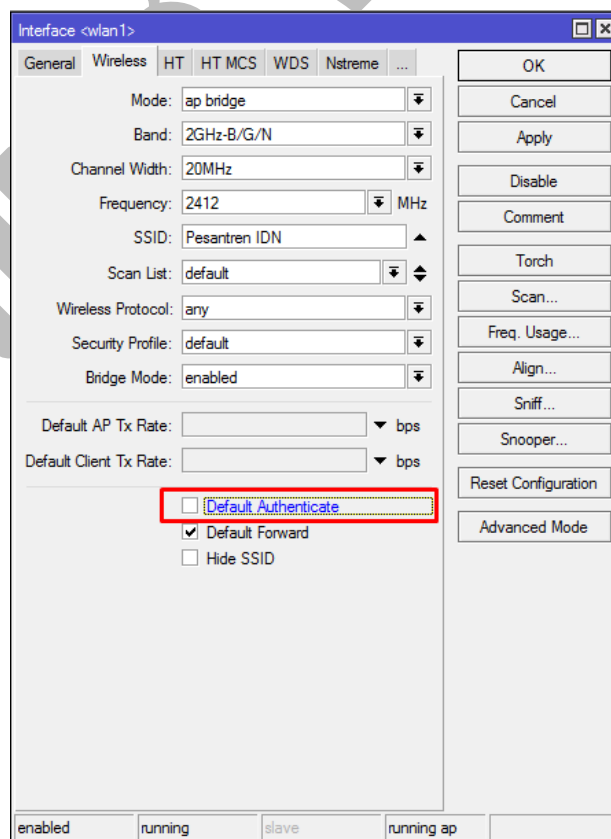 Interface <wlan1>
General Wireless HT HT MCS WDS Nstreme ...
Mode: ap bridge
Band: 2GHz-B/G/N
Channel Width: 20MHz
Frequency: 2412 MHz
SSID: Pesantren IDN
Scan List: default
Wireless Protocol: any
Security Profile: default
Bridge Mode: enabled
Default AP Tx Rate: bps
Default Client Tx Rate: bps
Default Authenticate
Default Forward
Hide SSID
OK
Cancel
Apply
Disable
Comment
Torch
Scan...
Freq. Usage...
Align...
Sniff...
Snooper...
Reset Configuration
Advanced Mode
enabled running slave running ap